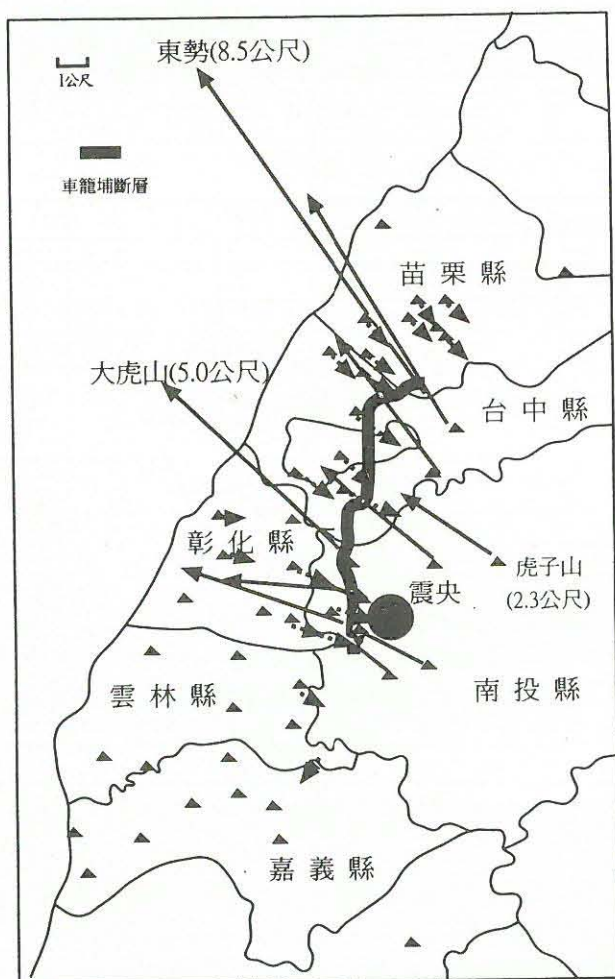 東勢(8.5公尺)
1公尺
車籠埔斷層
苗栗縣
大虎山(5.0公尺)
台中縣
彰化縣
震央
虎子山
(2.3公尺)
雲林縣
南投縣
嘉義縣